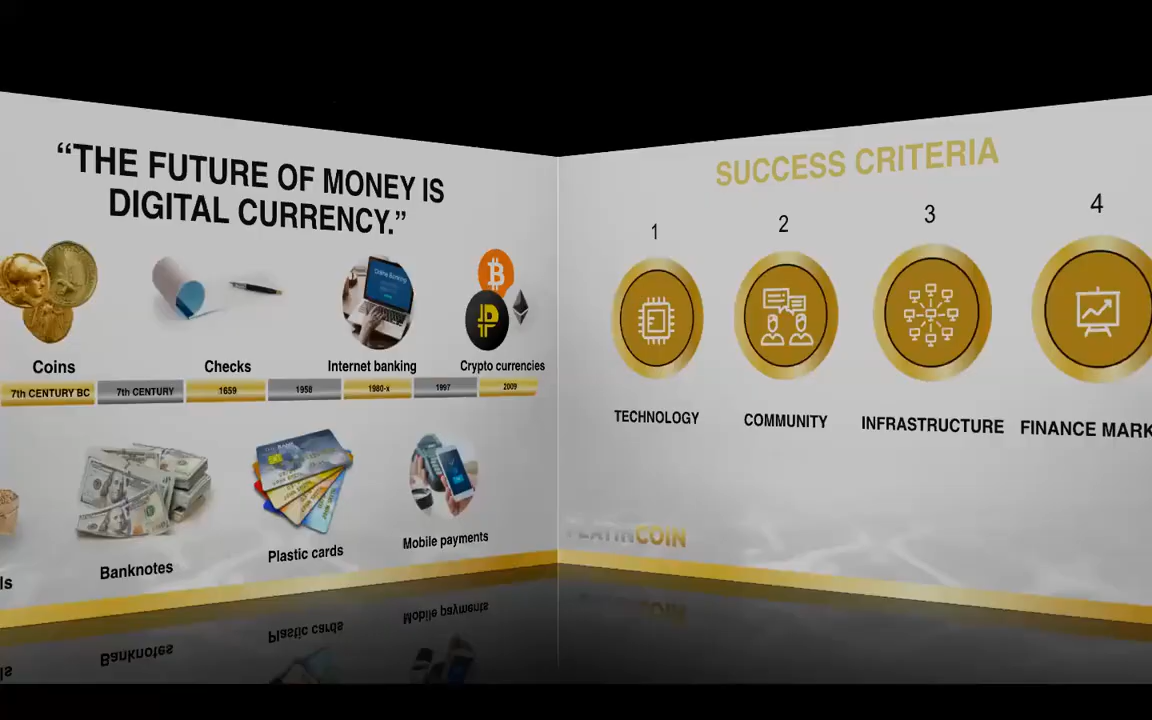 “THE FUTURE OF MONEY IS
DIGITAL CURRENCY.”
Coins
Checks
Internet banking
Crypto currencies
7th CENTURY BC
7th CENTURY
1659
1958
1980-x
1997
2009
ls
Banknotes
Plastic cards
Mobile payments
SUCCESS CRITERIA
1
2
3
4
TECHNOLOGY
COMMUNITY
INFRASTRUCTURE
FINANCE MARK
PLATINCOIN